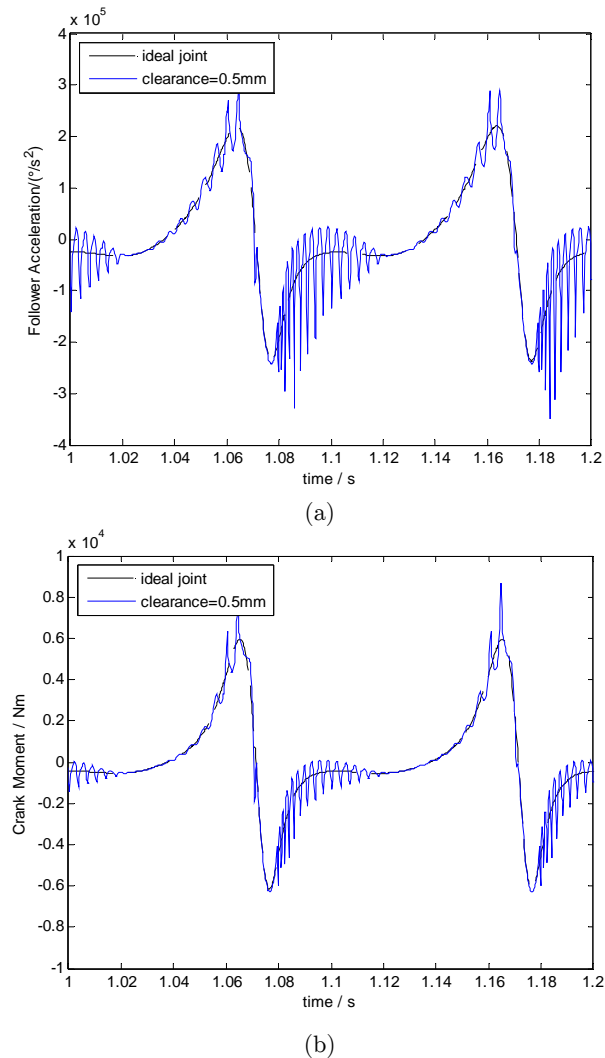 x 10⁵
4
3
2
1
0
-1
-2
-3
-4
ideal joint
clearance=0.5mm
Follower Acceleration/(°/s²)
1 1.02 1.04 1.06 1.08 1.1 1.12 1.14 1.16 1.18 1.2
time / s
(a)
x 10⁴
1
0.8
0.6
0.4
0.2
0
-0.2
-0.4
-0.6
-0.8
-1
ideal joint
clearance=0.5mm
Crank Moment / Nm
1 1.02 1.04 1.06 1.08 1.1 1.12 1.14 1.16 1.18 1.2
time / s
(b)